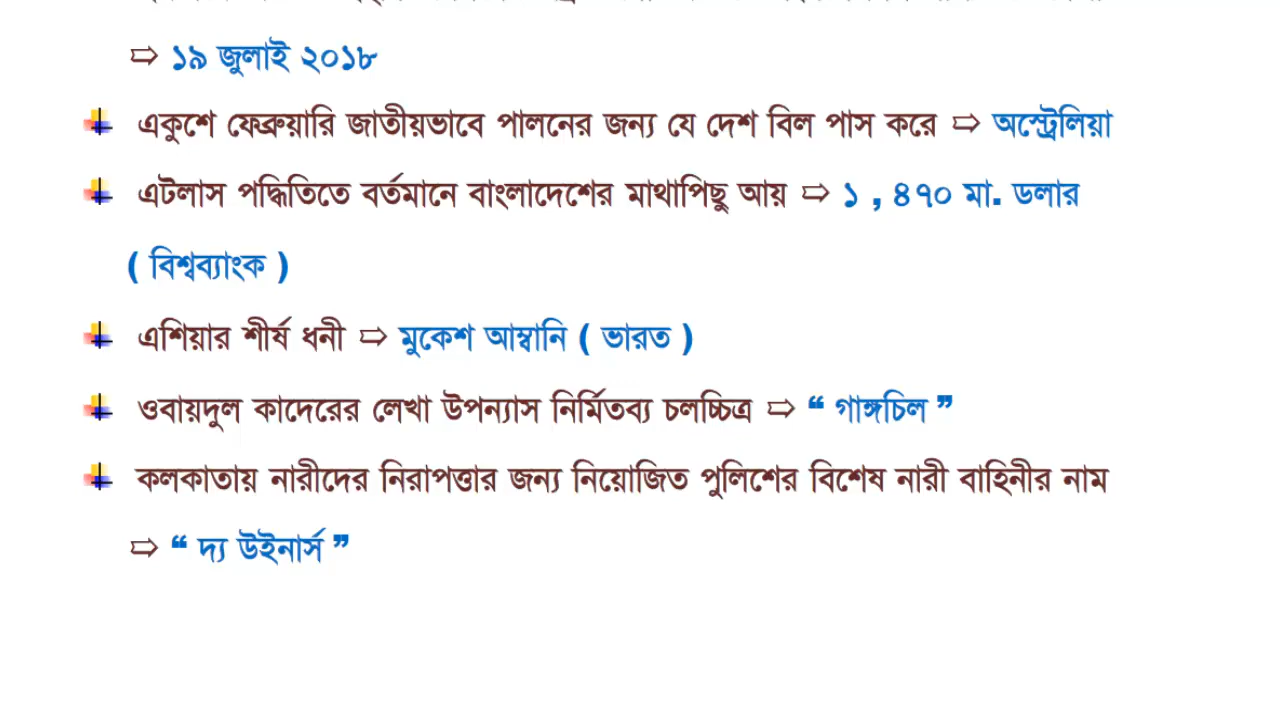 ⇨ ১৯ জুলাই ২০১৮
একুশে ফেব্রুয়ারি জাতীয়ভাবে পালনের জন্য যে দেশ বিল পাস করে ⇨ অস্ট্রেলিয়া
এটলাস পদ্ধিতিতে বর্তমানে বাংলাদেশের মাথাপিছু আয় ⇨ ১ , ৪৭০ মা. ডলার
( বিশ্বব্যাংক )
এশিয়ার শীর্ষ ধনী ⇨ মুকেশ আম্বানি ( ভারত )
ওবায়দুল কাদেরের লেখা উপন্যাস নির্মিতব্য চলচ্চিত্র ⇨ “ গাঙ্গচিল ”
কলকাতায় নারীদের নিরাপত্তার জন্য নিয়োজিত পুলিশের বিশেষ নারী বাহিনীর নাম
⇨ “ দ্য উইনার্স ”